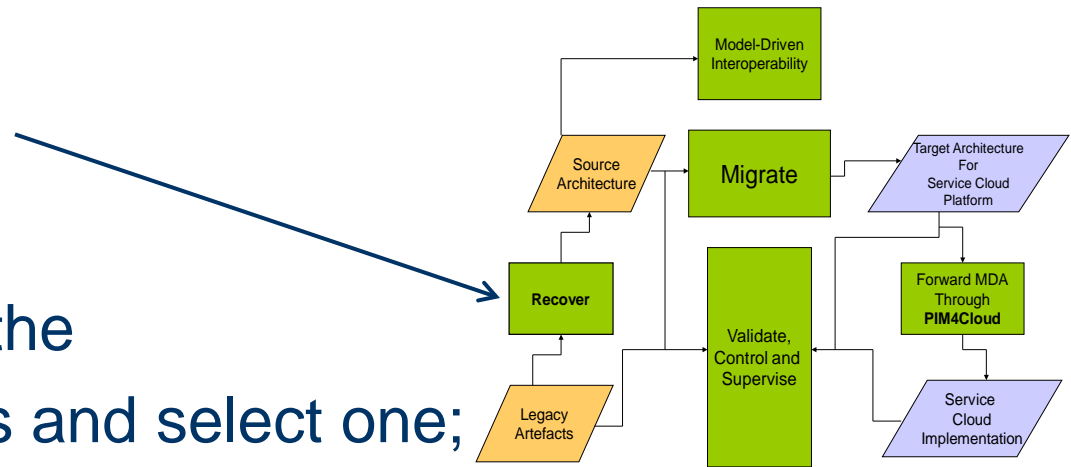 Model-Driven
Interoperability
Source
Architecture
Migrate
Target Architecture
For
Service Cloud
Platform
Recover
Validate,
Control and
Supervise
Forward MDA
Through
PIM4Cloud
Legacy
Artefacts
Service
Cloud
Implementation
the
s and select one;